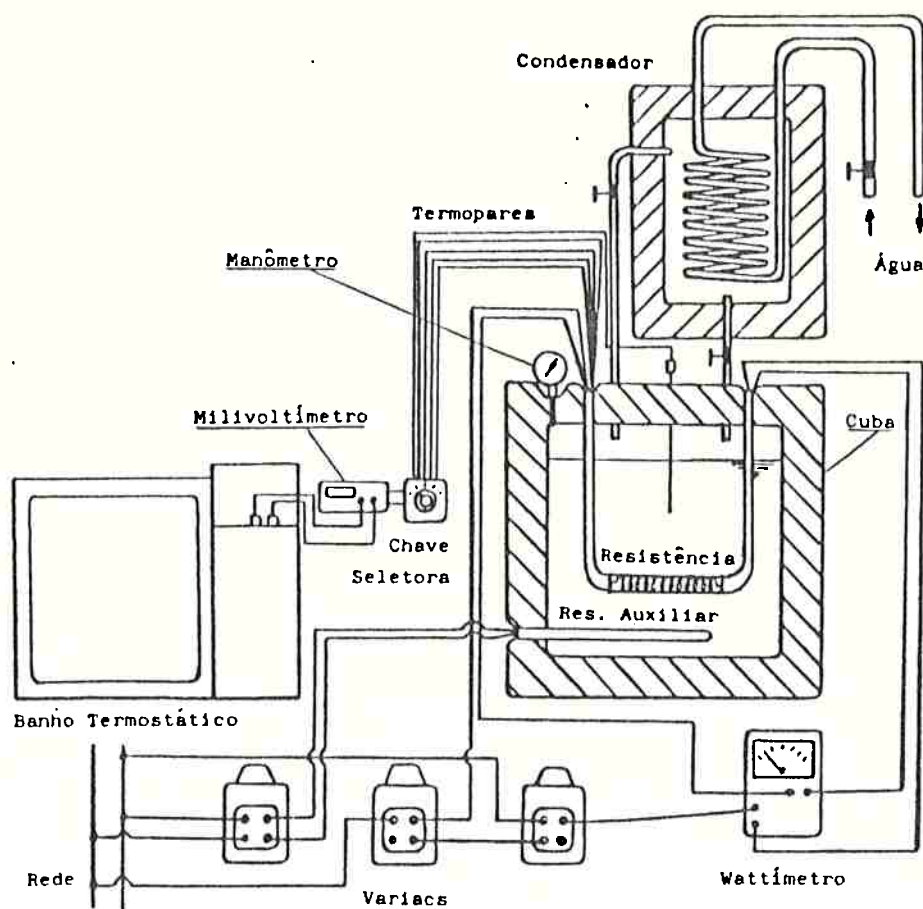 Condensador
Termopares
Manômetro
Água
Milivoltímetro
Cuba
Chave
Seletora
Resistência
Res. Auxiliar
Banho Termostático
Rede
Variacs
Wattímetro